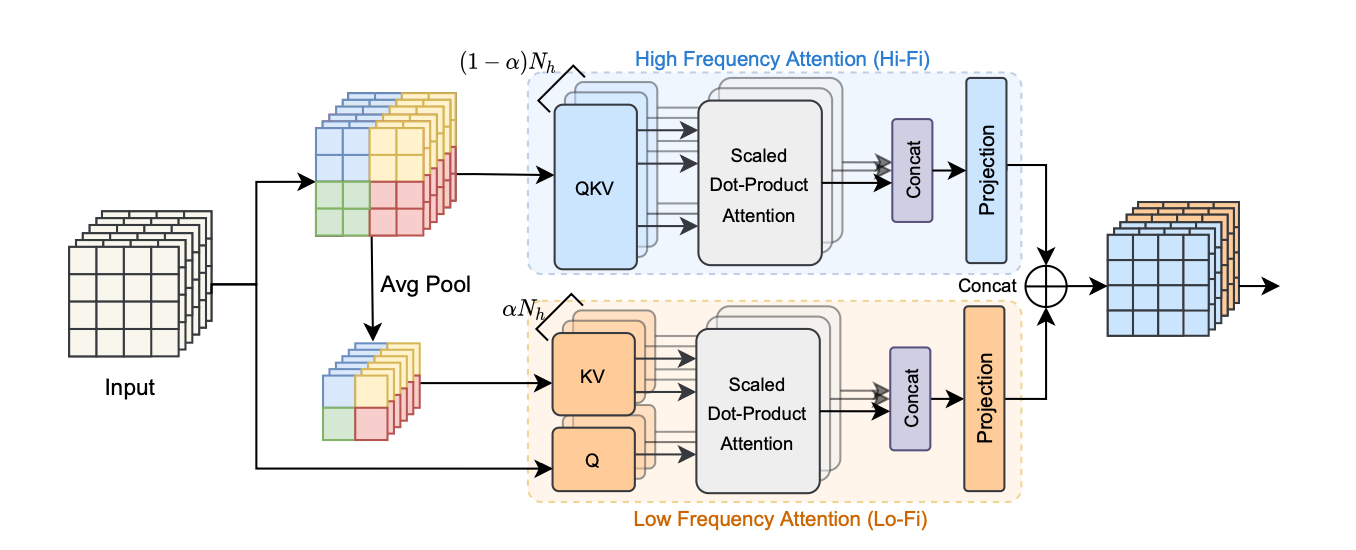 (1 − α)N_h
High Frequency Attention (Hi-Fi)
QKV
Scaled
Dot-Product
Attention
Concat
Projection
Avg Pool
Input
Concat
αN_h
KV
Q
Scaled
Dot-Product
Attention
Concat
Projection
Low Frequency Attention (Lo-Fi)